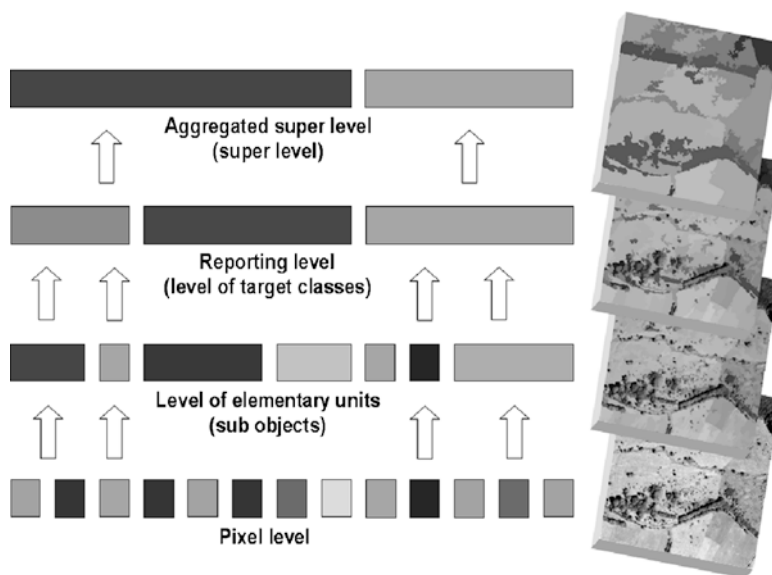 Aggregated super level
(super level)
Reporting level
(level of target classes)
Level of elementary units
(sub objects)
Pixel level